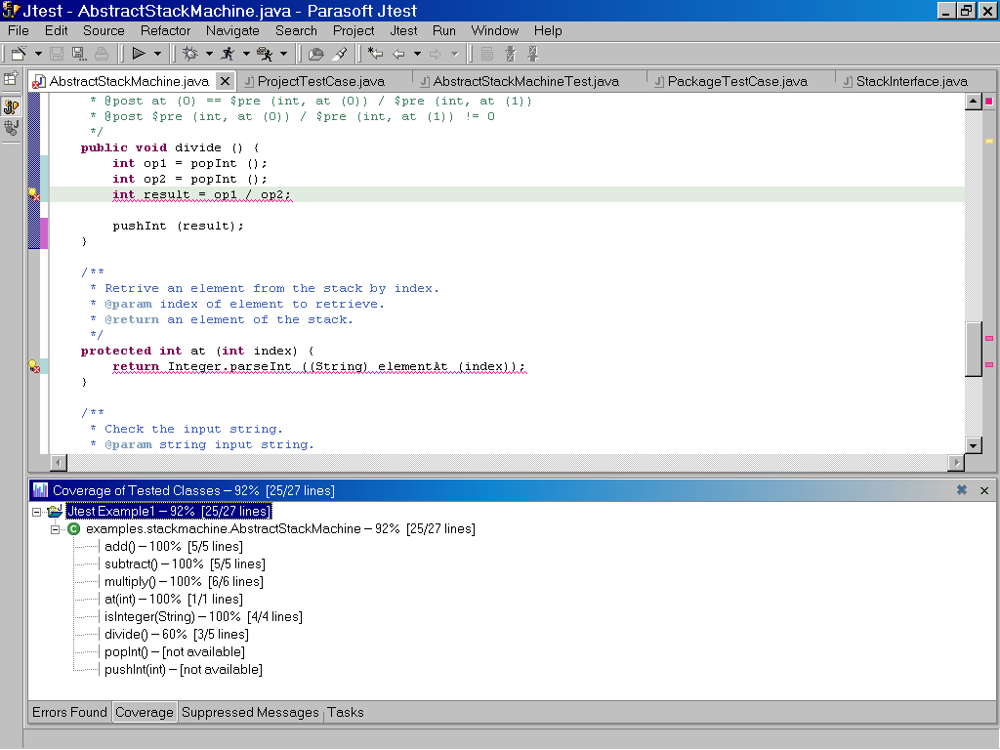 Jtest - AbstractStackMachine.java - Parasoft Jtest
File Edit Source Refactor Navigate Search Project Jtest Run Window Help
AbstractStackMachine.java ProjectTestCase.java AbstractStackMachineTest.java PackageTestCase.java StackInterface.java
* @post at (0) == $pre (int, at (0)) / $pre (int, at (1))
* @post $pre (int, at (0)) / $pre (int, at (1)) != 0
*/
public void divide () {
int op1 = popInt ();
int op2 = popInt ();
int result = op1 / op2;
pushInt (result);
}
/**
* Retrive an element from the stack by index.
* @param index of element to retrieve.
* @return an element of the stack.
*/
protected int at (int index) {
return Integer.parseInt ((String) elementAt (index));
}
/**
* Check the input string.
* @param string input string.
Coverage of Tested Classes – 92% [25/27 lines]
Jtest Example1 – 92% [25/27 lines]
examples.stackmachine.AbstractStackMachine – 92% [25/27 lines]
add() – 100% [5/5 lines]
subtract() – 100% [5/5 lines]
multiply() – 100% [6/6 lines]
at(int) – 100% [1/1 lines]
isInteger(String) – 100% [4/4 lines]
divide() – 60% [3/5 lines]
popInt() – [not available]
pushInt(int) – [not available]
Errors Found Coverage Suppressed Messages Tasks